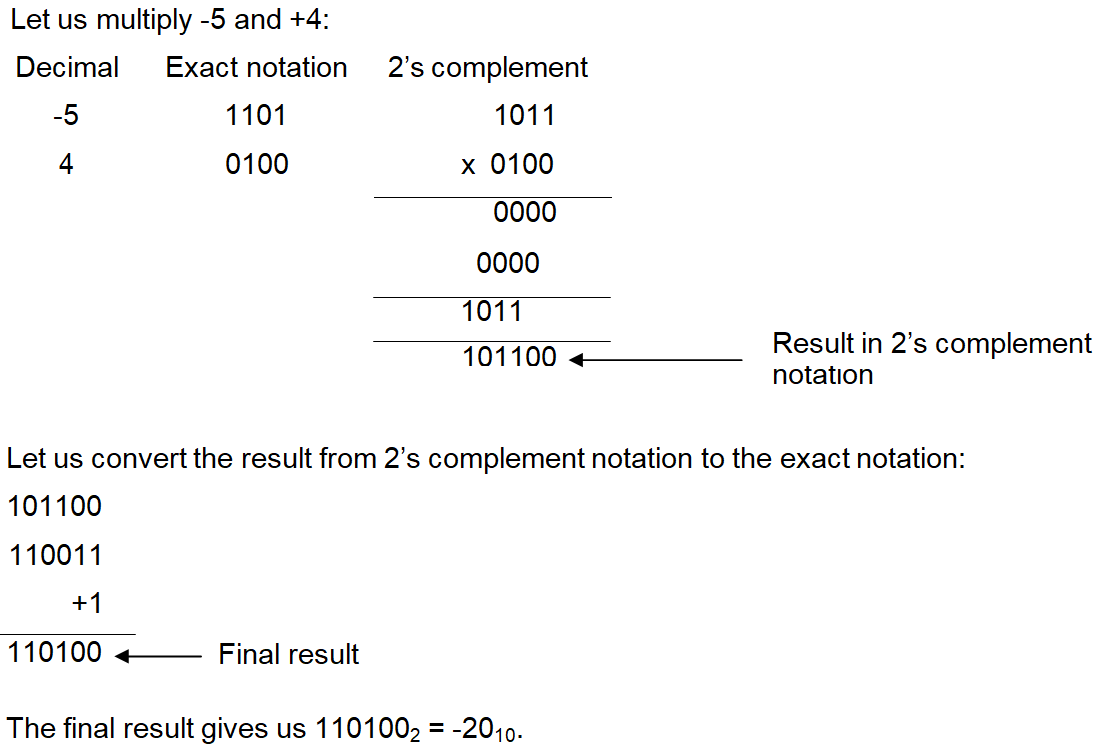 Let us multiply -5 and +4:
Decimal Exact notation 2’s complement
-5 1101 1011
4 0100 x 0100
0000
0000
1011
101100
Result in 2’s complement
notation
Let us convert the result from 2’s complement notation to the exact notation:
101100
110011
+1
110100 Final result
The final result gives us 110100₂ = -20₁₀.